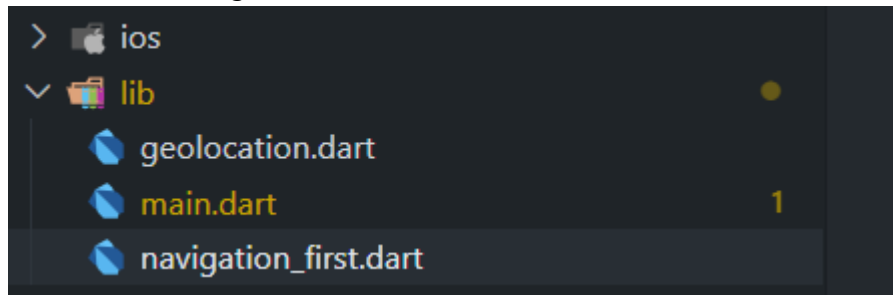 ios
lib
geolocation.dart
main.dart 1
navigation_first.dart